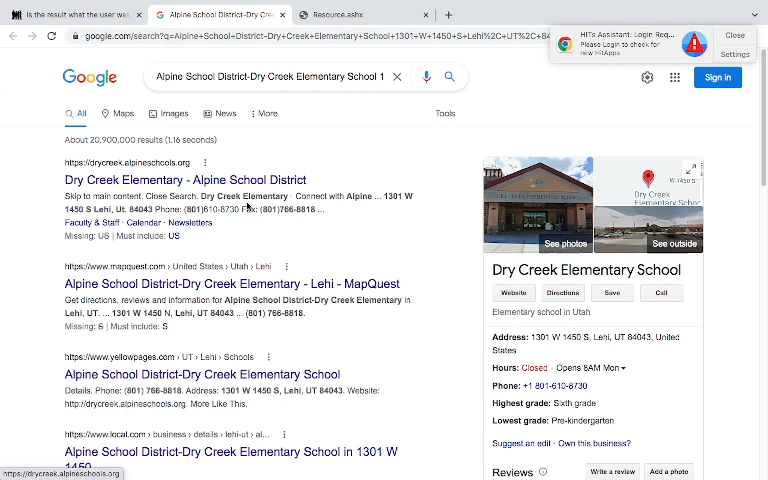 Is the result what the user was
Alpine School District-Dry Cre
Resource.ashx
google.com/search?q=Alpine+School+District-Dry+Creek+Elementary+School+1301+W+1450+S+Lehi%2C+UT+84
HITs Assistant: Login Req...
Please Login to check for
new HitApps
Close
Settings
Google
Alpine School District-Dry Creek Elementary School 1
Sign in
All
Maps
Images
News
More
Tools
About 20,900,000 results (1.16 seconds)
https://drycreek.alpineschools.org
Dry Creek Elementary - Alpine School District
Skip to main content. Close Search. Dry Creek Elementary · Connect with Alpine ... 1301 W
1450 S Lehi, Ut. 84043 Phone: (801)610-8730 Fax: (801)766-8818 ...
Faculty & Staff · Calendar · Newsletters
Missing: US | Must include: US
https://www.mapquest.com › United States › Utah › Lehi
Alpine School District-Dry Creek Elementary - Lehi - MapQuest
Get directions, reviews and information for Alpine School District-Dry Creek Elementary in
Lehi, UT. ... 1301 W 1450 N, Lehi, UT 84043 ... (801) 766-8818.
Missing: S | Must include: S
https://www.yellowpages.com › UT › Lehi › Schools
Alpine School District-Dry Creek Elementary School
Details. Phone: (801) 766-8818. Address: 1301 W 1450 S, Lehi, UT 84043. Website:
http://drycreek.alpineschools.org. More Like This.
https://www.local.com › business › details › lehi-ut › al...
Alpine School District-Dry Creek Elementary School in 1301 W
1450
https://drycreek.alpineschools.org
See photos
W 1450 S
Dry Creek
Elementary School
See outside
Dry Creek Elementary School
Website
Directions
Save
Call
Elementary school in Utah
Address: 1301 W 1450 S, Lehi, UT 84043, United
States
Hours: Closed · Opens 8AM Mon
Phone: +1 801-610-8730
Highest grade: Sixth grade
Lowest grade: Pre-kindergarten
Suggest an edit · Own this business?
Reviews
Write a review
Add a photo